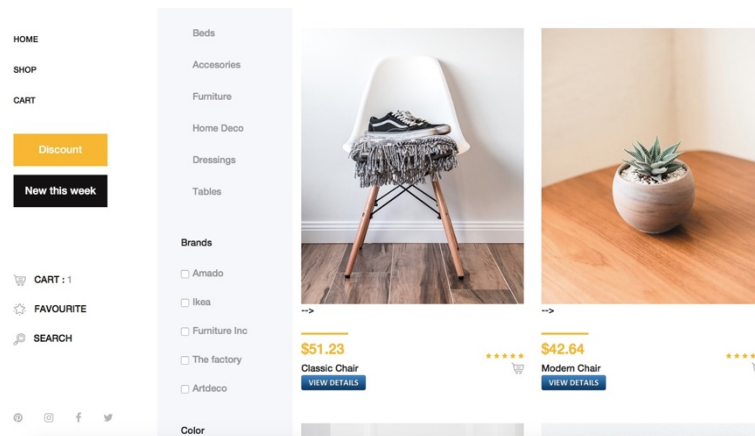 HOME
SHOP
CART
Discount
New this week
CART : 1
FAVOURITE
SEARCH
Beds
Accesories
Furniture
Home Deco
Dressings
Tables
Brands
Amado
Ikea
Furniture Inc
The factory
Artdeco
Color
-->
$51.23
Classic Chair
VIEW DETAILS
-->
$42.64
Modern Chair
VIEW DETAILS